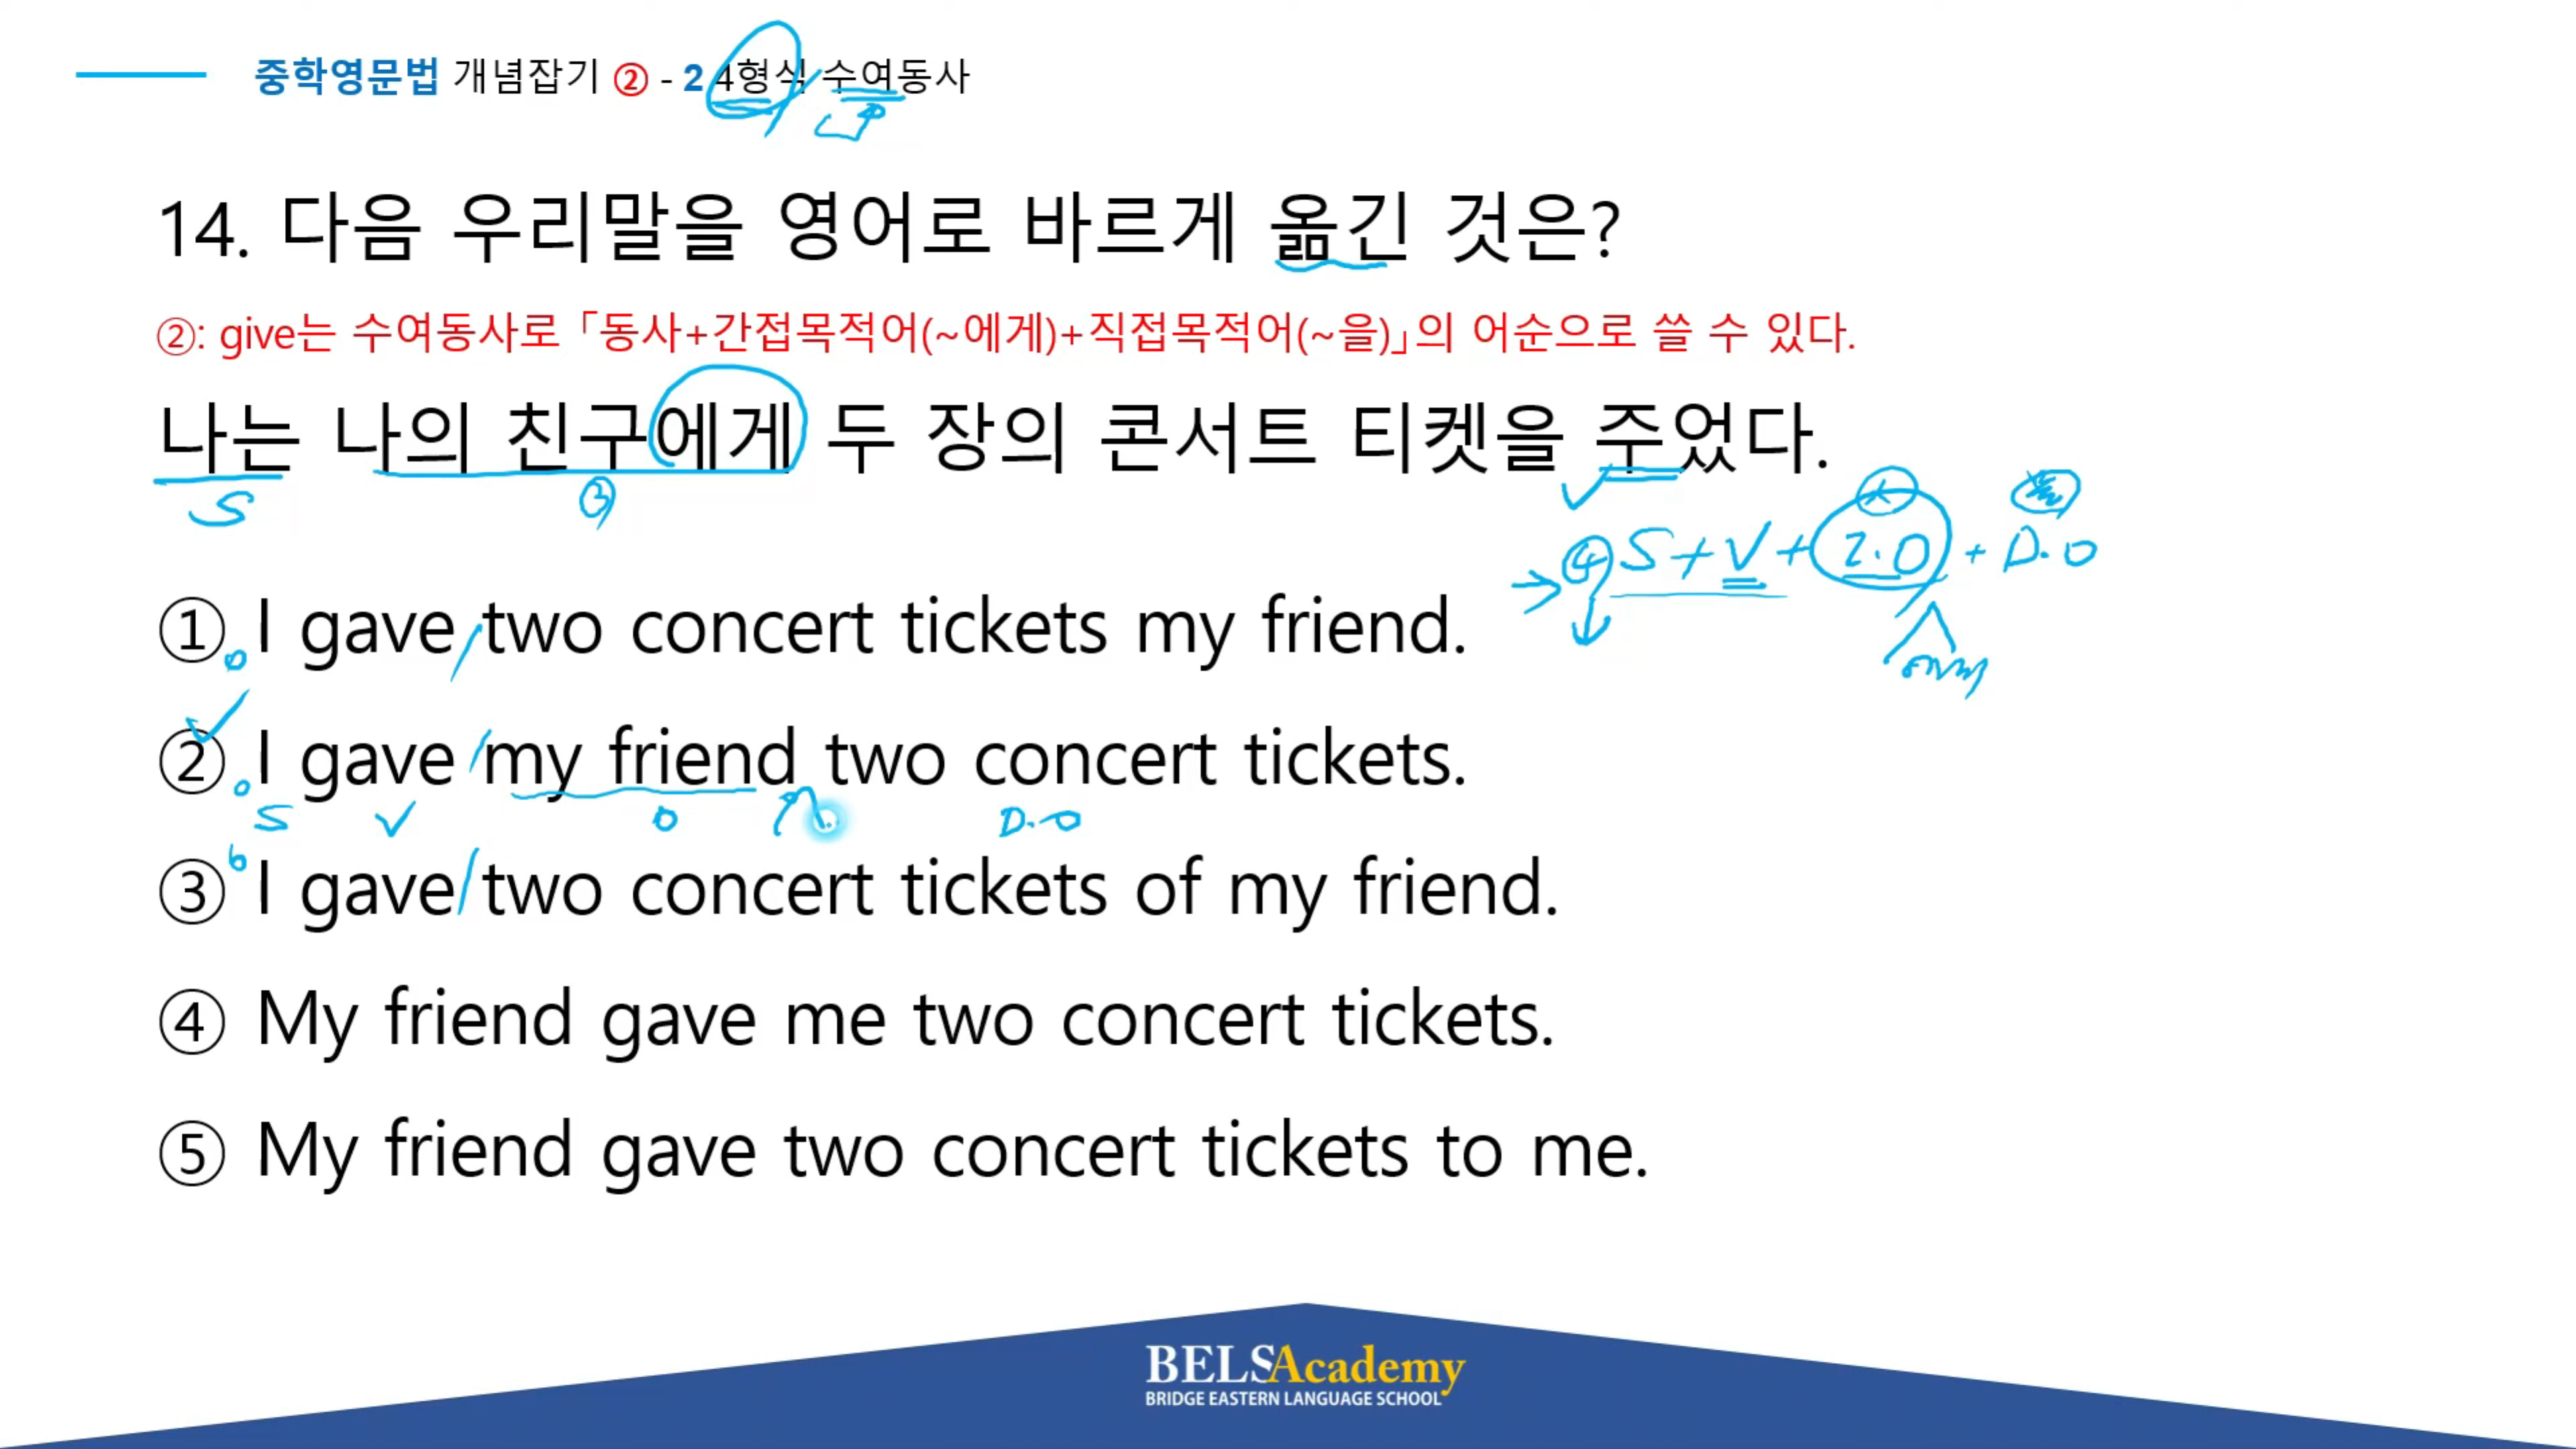 중학영문법 개념잡기 ② - 2 4형식 수여동사
14. 다음 우리말을 영어로 바르게 옮긴 것은?
②: give는 수여동사로 「동사+간접목적어(~에게)+직접목적어(~을)」의 어순으로 쓸 수 있다.
나는 나의 친구에게 두 장의 콘서트 티켓을 주었다.
S ③
④ S + V + I.O + D.O
① I gave two concert tickets my friend.
② I gave my friend two concert tickets.
S V O D.O
③ I gave two concert tickets of my friend.
④ My friend gave me two concert tickets.
⑤ My friend gave two concert tickets to me.
BELSAcademy
BRIDGE EASTERN LANGUAGE SCHOOL